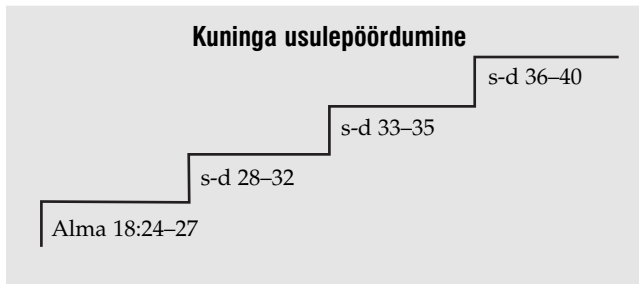 Kuninga usulepöördumine
s-d 36–40
s-d 33–35
s-d 28–32
Alma 18:24–27